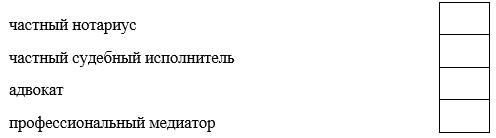 частный нотариус
частный судебный исполнитель
адвокат
профессиональный медиатор